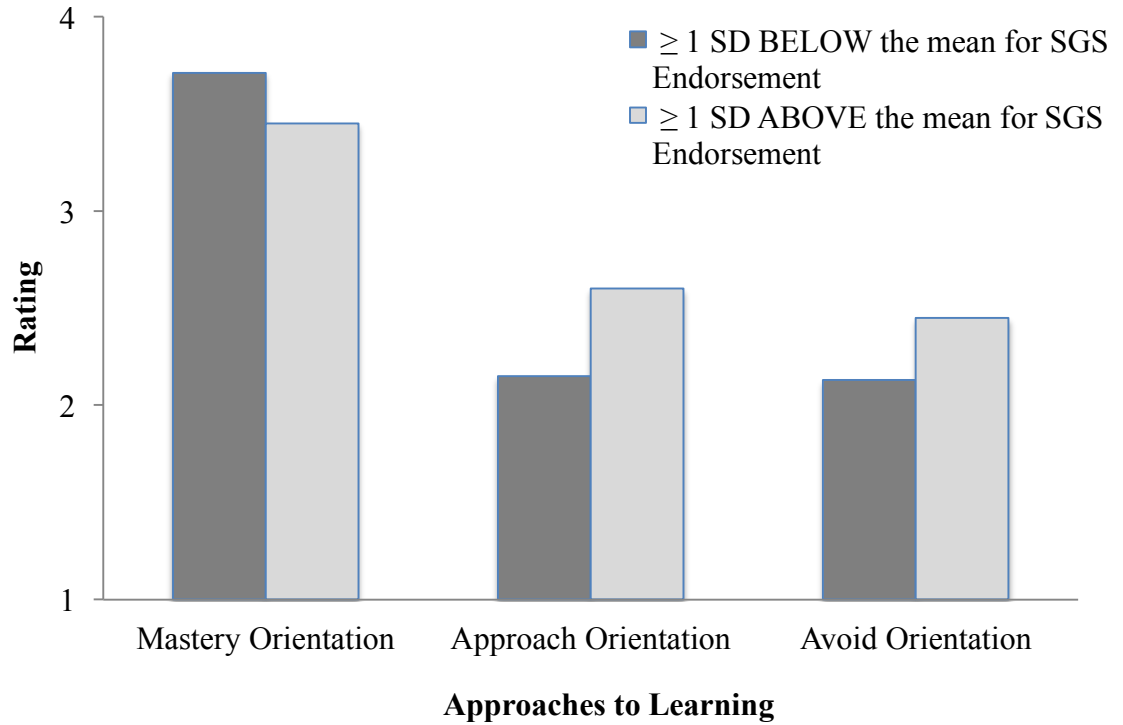 4
≥ 1 SD BELOW the mean for SGS
Endorsement
≥ 1 SD ABOVE the mean for SGS
Endorsement
3
Rating
2
1
Mastery Orientation Approach Orientation Avoid Orientation
Approaches to Learning